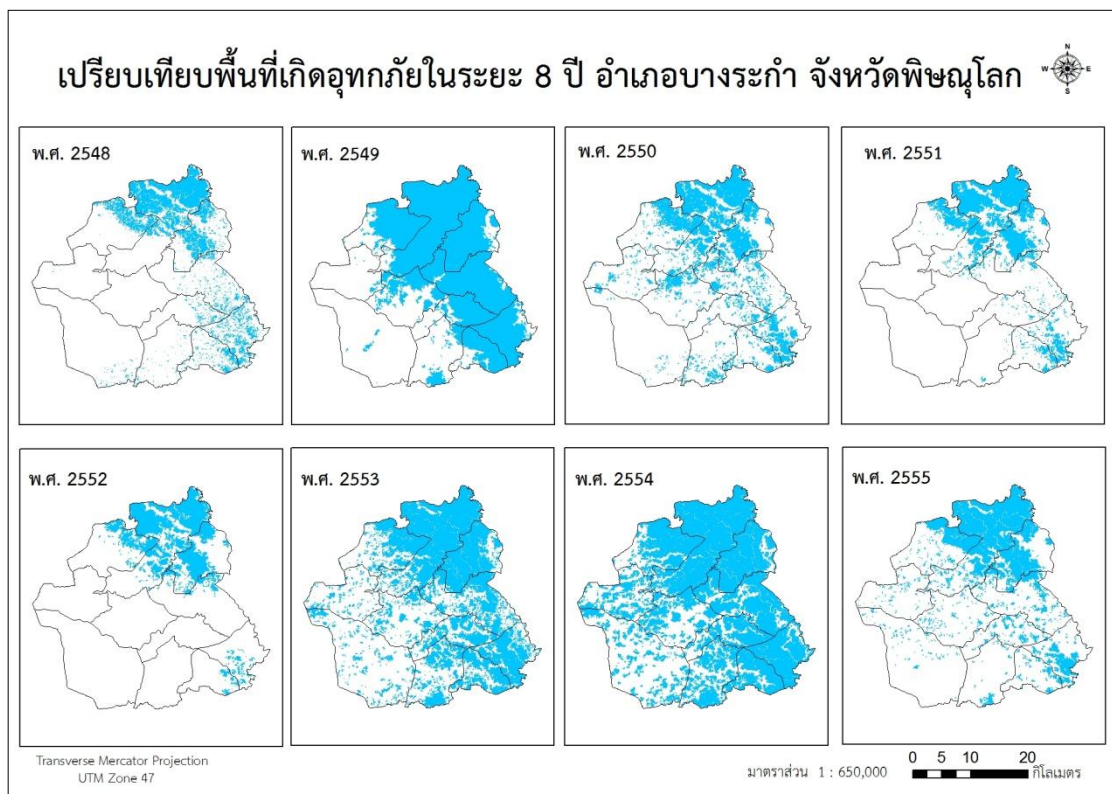 เปรียบเทียบพื้นที่เกิดอุทกภัยในระยะ 8 ปี อำเภอบางระกำ จังหวัดพิษณุโลก
N
W E
S
พ.ศ. 2548
พ.ศ. 2549
พ.ศ. 2550
พ.ศ. 2551
พ.ศ. 2552
พ.ศ. 2553
พ.ศ. 2554
พ.ศ. 2555
Transverse Mercator Projection
UTM Zone 47
มาตราส่วน 1 : 650,000
0 5 10 20
กิโลเมตร